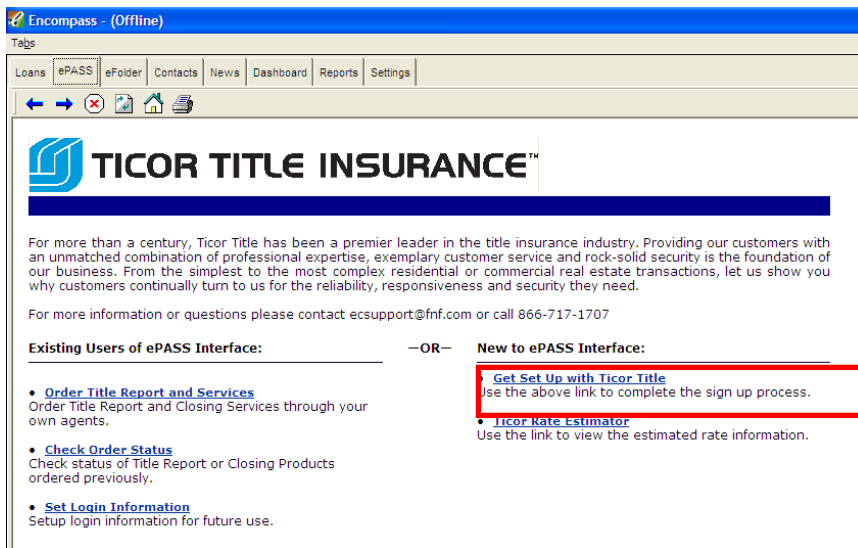 Encompass - (Offline)
Tabs
Loans ePASS eFolder Contacts News Dashboard Reports Settings
TICOR TITLE INSURANCE™
For more than a century, Ticor Title has been a premier leader in the title insurance industry. Providing our customers with
an unmatched combination of professional expertise, exemplary customer service and rock-solid security is the foundation of
our business. From the simplest to the most complex residential or commercial real estate transactions, let us show you
why customers continually turn to us for the reliability, responsiveness and security they need.
For more information or questions please contact ecsupport@fnf.com or call 866-717-1707
Existing Users of ePASS Interface: —OR— New to ePASS Interface:
• Order Title Report and Services
Order Title Report and Closing Services through your
own agents.
• Check Order Status
Check status of Title Report or Closing Products
ordered previously.
• Set Login Information
Setup login information for future use.
• Get Set Up with Ticor Title
Use the above link to complete the sign up process.
• Ticor Rate Estimator
Use the link to view the estimated rate information.